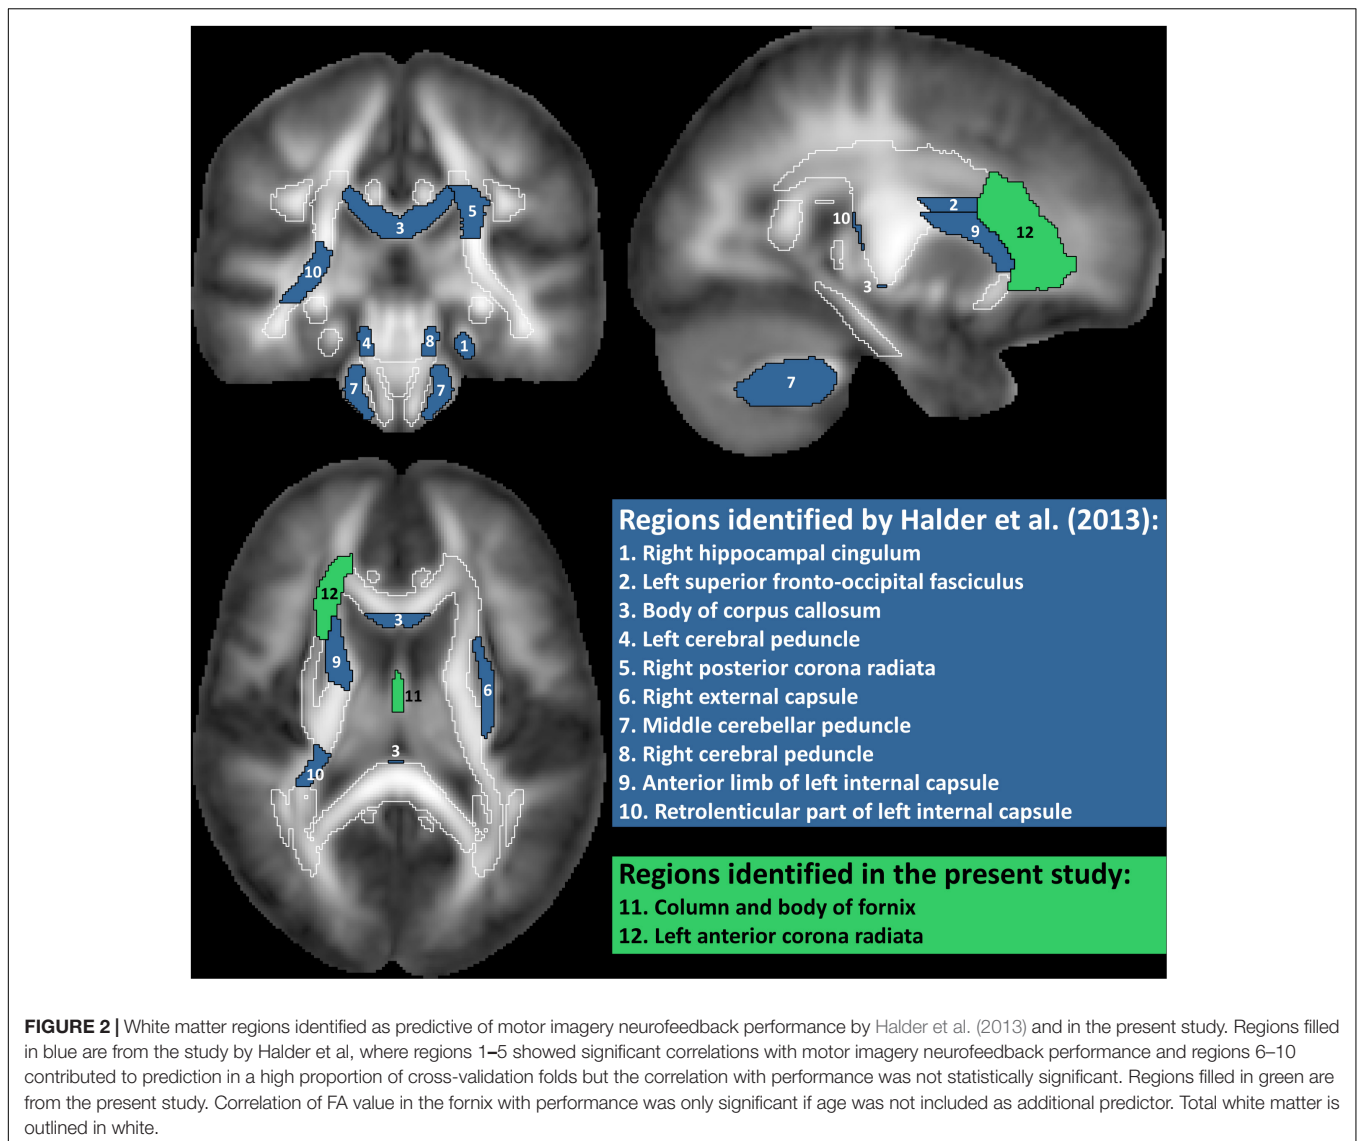 3
5
10
4
8
1
7
7
2
10
9
12
3
7
12
3
9
11
6
3
10
Regions identified by Halder et al. (2013):
1. Right hippocampal cingulum
2. Left superior fronto-occipital fasciculus
3. Body of corpus callosum
4. Left cerebral peduncle
5. Right posterior corona radiata
6. Right external capsule
7. Middle cerebellar peduncle
8. Right cerebral peduncle
9. Anterior limb of left internal capsule
10. Retrolenticular part of left internal capsule
Regions identified in the present study:
11. Column and body of fornix
12. Left anterior corona radiata
FIGURE 2 | White matter regions identified as predictive of motor imagery neurofeedback performance by Halder et al. (2013) and in the present study. Regions filled
in blue are from the study by Halder et al, where regions 1–5 showed significant correlations with motor imagery neurofeedback performance and regions 6–10
contributed to prediction in a high proportion of cross-validation folds but the correlation with performance was not statistically significant. Regions filled in green are
from the present study. Correlation of FA value in the fornix with performance was only significant if age was not included as additional predictor. Total white matter is
outlined in white.